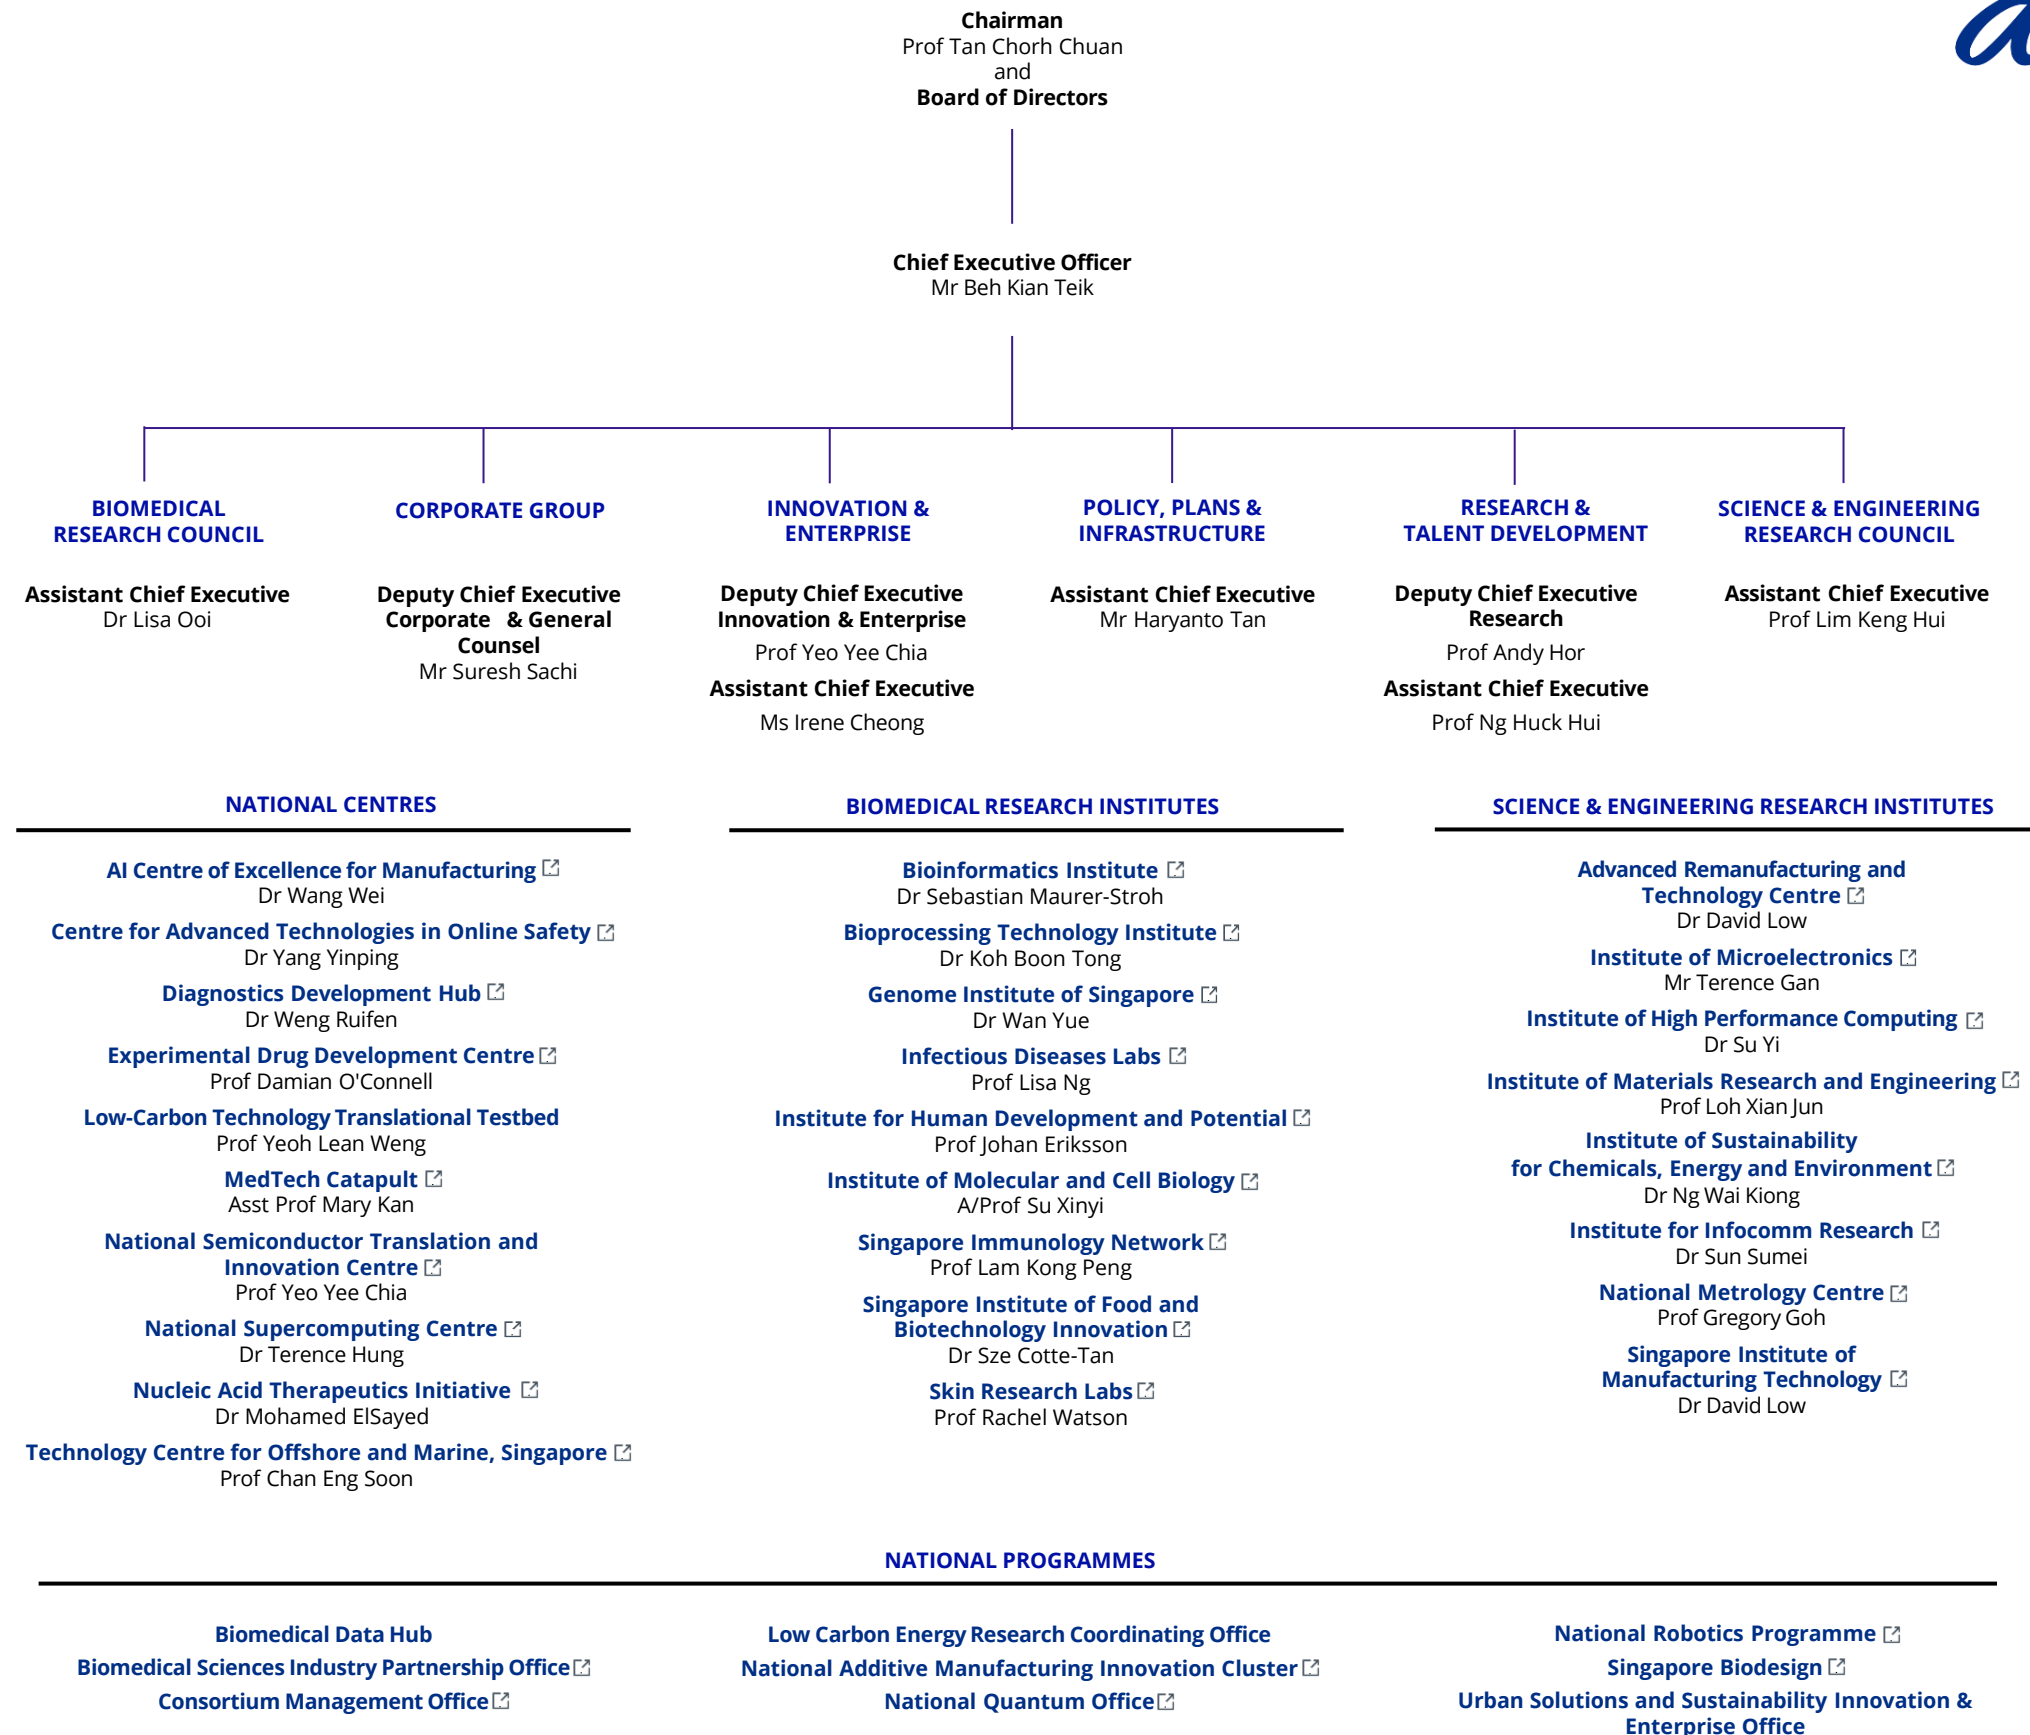 Chairman
Prof Tan Chorh Chuan
and
Board of Directors
Chief Executive Officer
Mr Beh Kian Teik
BIOMEDICAL
RESEARCH COUNCIL
Assistant Chief Executive
Dr Lisa Ooi
CORPORATE GROUP
Deputy Chief Executive
Corporate & General
Counsel
Mr Suresh Sachi
INNOVATION &
ENTERPRISE
Deputy Chief Executive
Innovation & Enterprise
Prof Yeo Yee Chia
Assistant Chief Executive
Ms Irene Cheong
POLICY, PLANS &
INFRASTRUCTURE
Assistant Chief Executive
Mr Haryanto Tan
RESEARCH &
TALENT DEVELOPMENT
Deputy Chief Executive
Research
Prof Andy Hor
Assistant Chief Executive
Prof Ng Huck Hui
SCIENCE & ENGINEERING
RESEARCH COUNCIL
Assistant Chief Executive
Prof Lim Keng Hui
NATIONAL CENTRES
AI Centre of Excellence for Manufacturing
Dr Wang Wei
Centre for Advanced Technologies in Online Safety
Dr Yang Yinping
Diagnostics Development Hub
Dr Weng Ruifen
Experimental Drug Development Centre
Prof Damian O'Connell
Low-Carbon Technology Translational Testbed
Prof Yeoh Lean Weng
MedTech Catapult
Asst Prof Mary Kan
National Semiconductor Translation and
Innovation Centre
Prof Yeo Yee Chia
National Supercomputing Centre
Dr Terence Hung
Nucleic Acid Therapeutics Initiative
Dr Mohamed ElSayed
Technology Centre for Offshore and Marine, Singapore
Prof Chan Eng Soon
BIOMEDICAL RESEARCH INSTITUTES
Bioinformatics Institute
Dr Sebastian Maurer-Stroh
Bioprocessing Technology Institute
Dr Koh Boon Tong
Genome Institute of Singapore
Dr Wan Yue
Infectious Diseases Labs
Prof Lisa Ng
Institute for Human Development and Potential
Prof Johan Eriksson
Institute of Molecular and Cell Biology
A/Prof Su Xinyi
Singapore Immunology Network
Prof Lam Kong Peng
Singapore Institute of Food and
Biotechnology Innovation
Dr Sze Cotte-Tan
Skin Research Labs
Prof Rachel Watson
SCIENCE & ENGINEERING RESEARCH INSTITUTES
Advanced Remanufacturing and
Technology Centre
Dr David Low
Institute of Microelectronics
Mr Terence Gan
Institute of High Performance Computing
Dr Su Yi
Institute of Materials Research and Engineering
Prof Loh Xian Jun
Institute of Sustainability
for Chemicals, Energy and Environment
Dr Ng Wai Kiong
Institute for Infocomm Research
Dr Sun Sumei
National Metrology Centre
Prof Gregory Goh
Singapore Institute of
Manufacturing Technology
Dr David Low
NATIONAL PROGRAMMES
Biomedical Data Hub
Biomedical Sciences Industry Partnership Office
Consortium Management Office
Low Carbon Energy Research Coordinating Office
National Additive Manufacturing Innovation Cluster
National Quantum Office
National Robotics Programme
Singapore Biodesign
Urban Solutions and Sustainability Innovation &
Enterprise Office